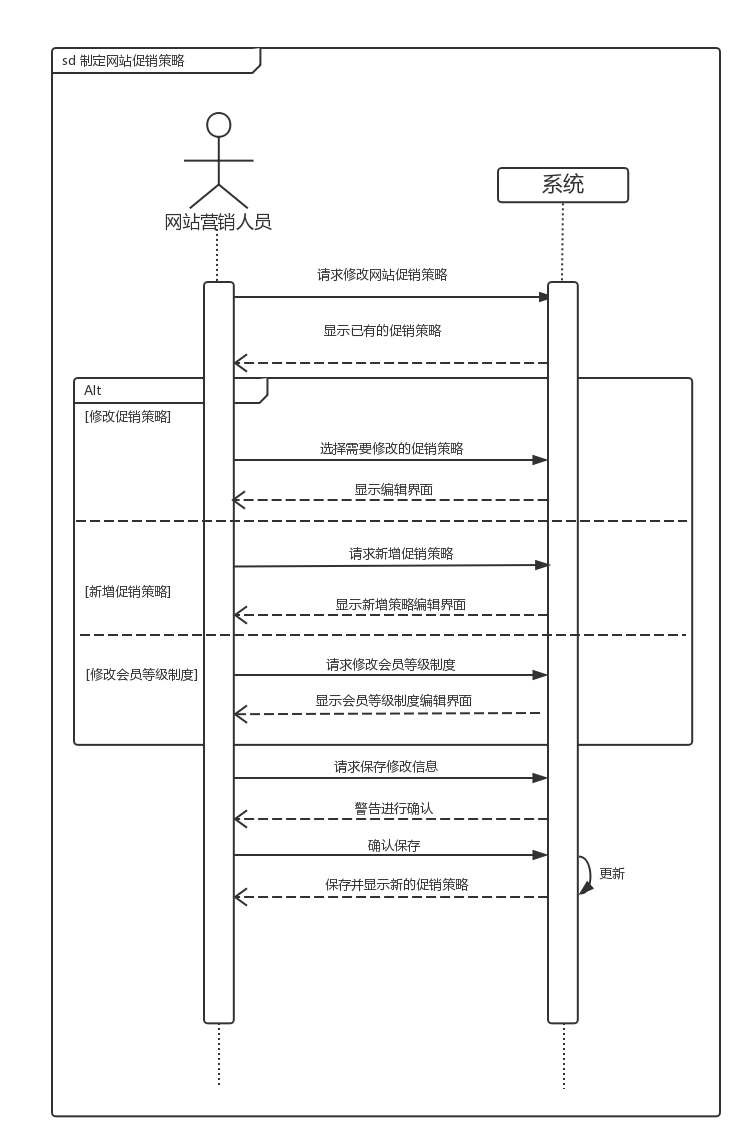 sd 制定网站促销策略
系统
网站营销人员
请求修改网站促销策略
显示已有的促销策略
Alt
[修改促销策略]
选择需要修改的促销策略
显示编辑界面
请求新增促销策略
[新增促销策略]
显示新增策略编辑界面
请求修改会员等级制度
[修改会员等级制度]
显示会员等级制度编辑界面
请求保存修改信息
警告进行确认
确认保存
更新
保存并显示新的促销策略